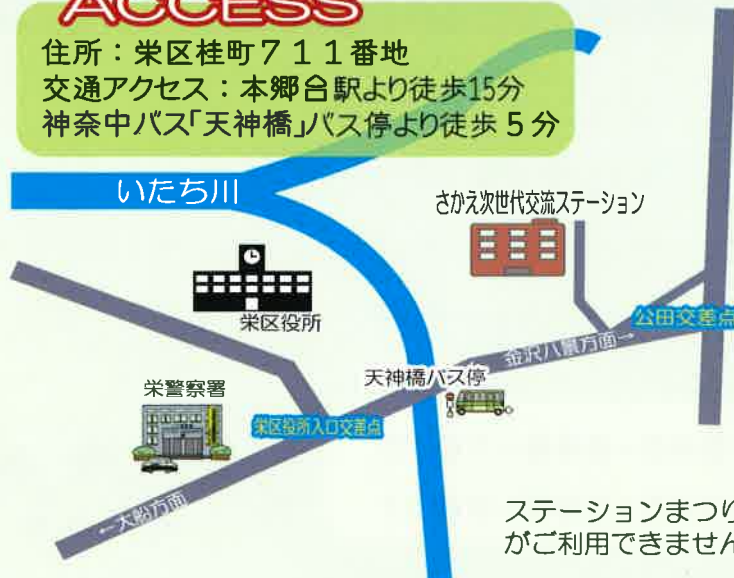 ACCESS
住所：栄区桂町７１１番地
交通アクセス：本郷台駅より徒歩15分
神奈中バス「天神橋」バス停より徒歩５分
いたち川
さかえ次世代交流ステーション
栄区役所
公田交差点
金沢八景方面→
天神橋バス停
栄警察署
栄区役所入口交差点
←大船方面
ステーションまつり
がご利用できません